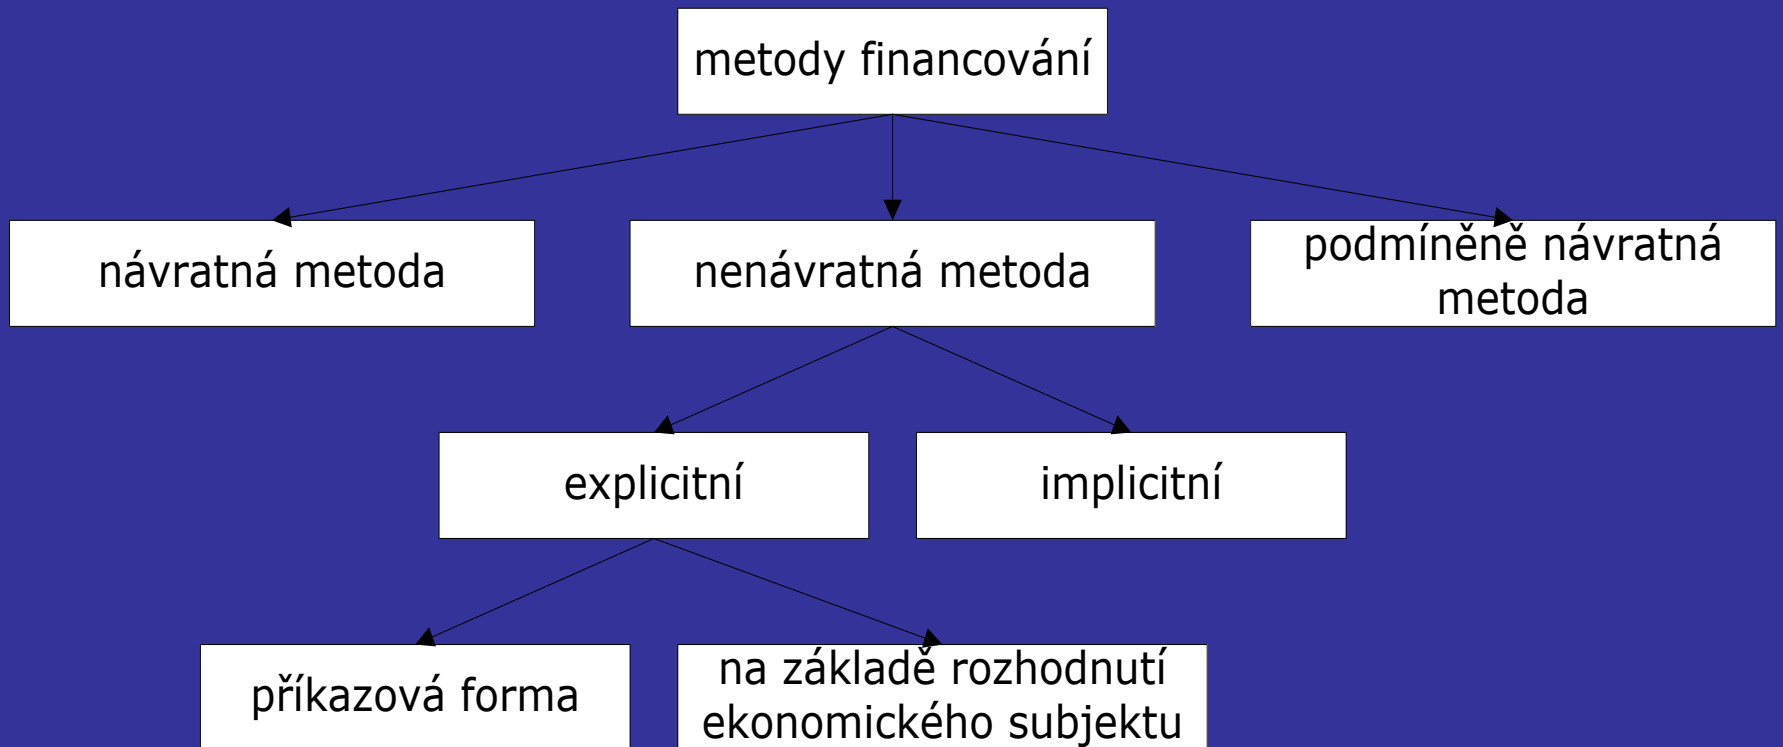 metody financování
návratná metoda
nenávratná metoda
podmíněně návratná
metoda
explicitní
implicitní
příkazová forma
na základě rozhodnutí
ekonomického subjektu